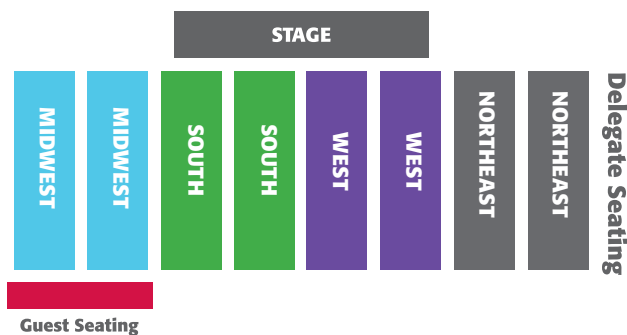 STAGE
MIDWEST
MIDWEST
SOUTH
SOUTH
WEST
WEST
NORTHEAST
NORTHEAST
Delegate Seating
Guest Seating